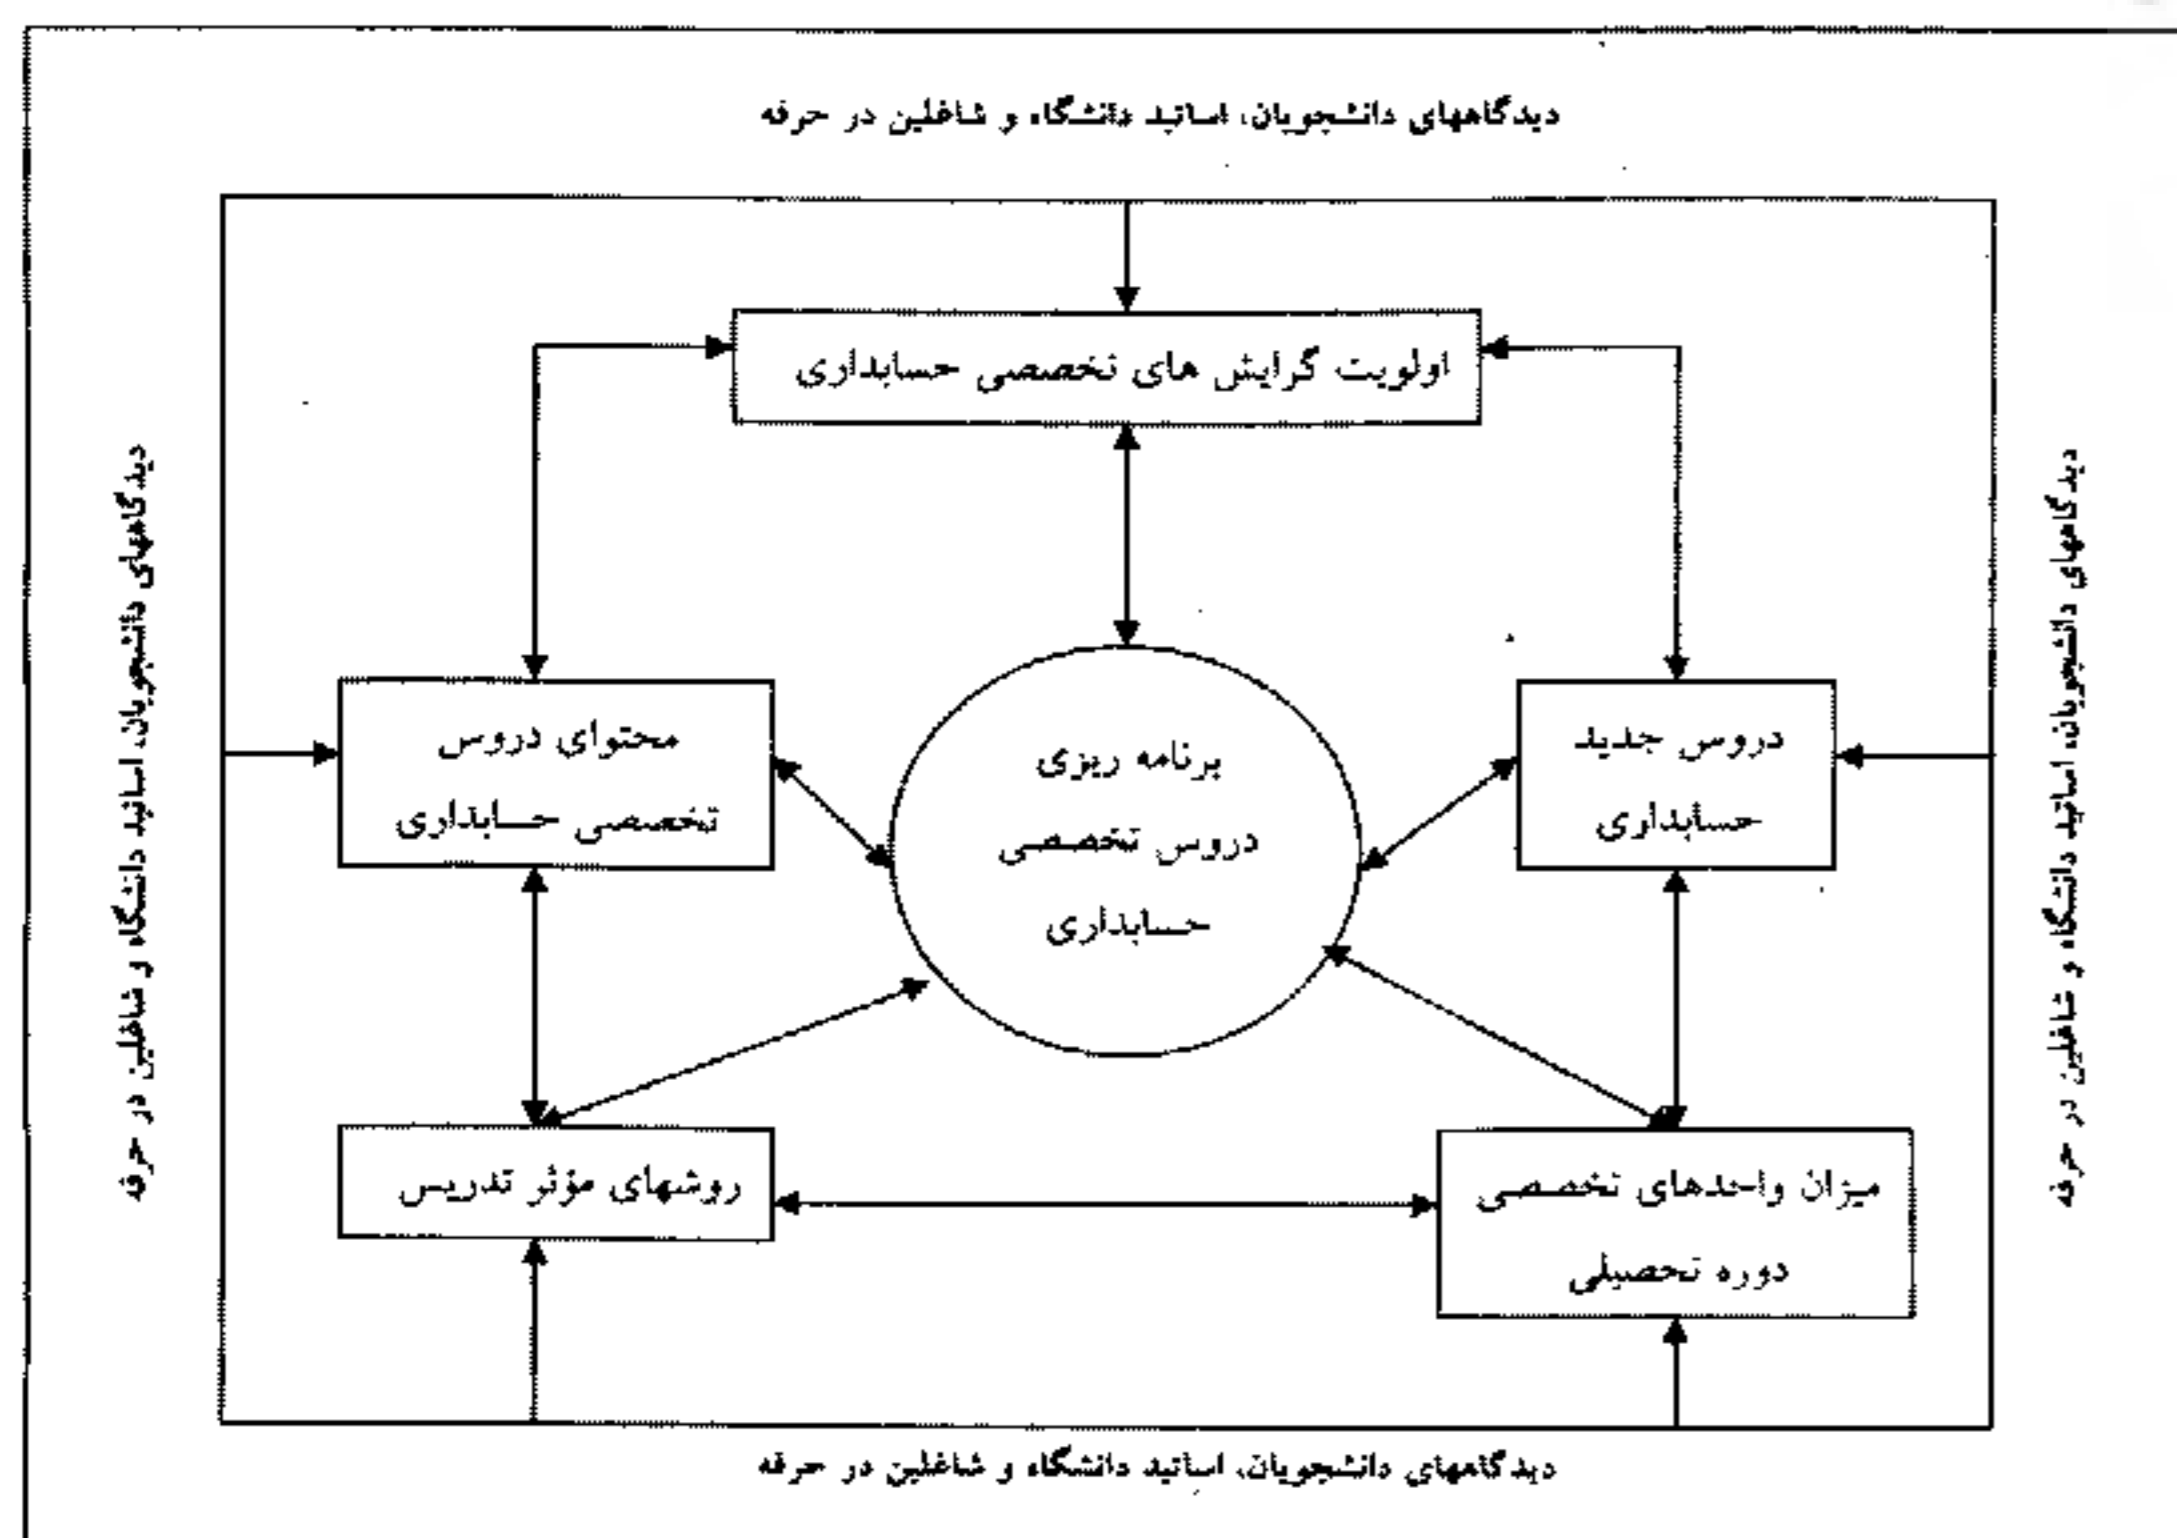 دیدگاههای دانشجویان، اساتید دانشگاه و شاغلین در حرفه
اولویت گرایش های تخصصی حسابداری
دیدگاههای دانشجویان، اساتید دانشگاه و شاغلین در حرفه
دروس جدید
حسابداری
برنامه ریزی
دروس تخصصی
حسابداری
محتوای دروس
تخصصی حسابداری
دیدگاههای دانشجویان، اساتید دانشگاه و شاغلین در حرفه
میزان واحدهای تخصصی
دوره تحصیلی
روشهای مؤثر تدریس
دیدگاههای دانشجویان، اساتید دانشگاه و شاغلین در حرفه